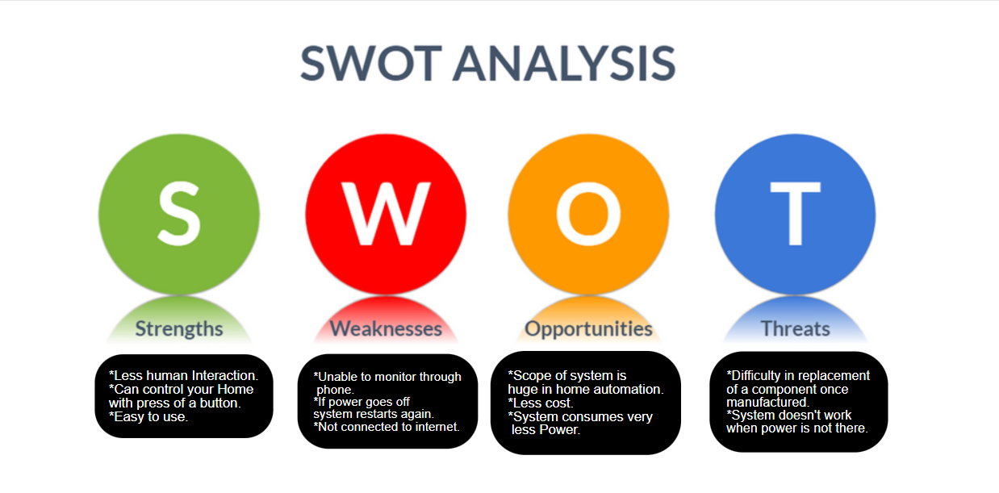 SWOT ANALYSIS
S
W
O
T
Strengths
Weaknesses
Opportunities
Threats
*Less human Interaction.
*Can control your Home
with press of a button.
*Easy to use.
*Unable to monitor through
phone.
*If power goes off
system restarts again.
*Not connected to internet.
*Scope of system is
huge in home automation.
*Less cost.
*System consumes very
less Power.
*Difficulty in replacement
of a component once
manufactured.
*System doesn't work
when power is not there.